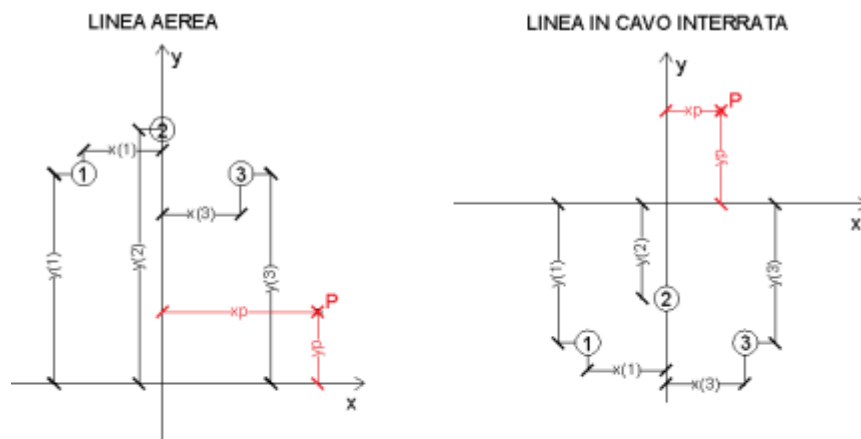 LINEA AEREA
y
2
x(1)
1
3
x(3)
y(1)
y(2)
y(3)
P
xp
yp
x
LINEA IN CAVO INTERRATA
y
P
xp
yp
x
y(1)
y(2)
y(3)
2
1
3
x(1)
x(3)